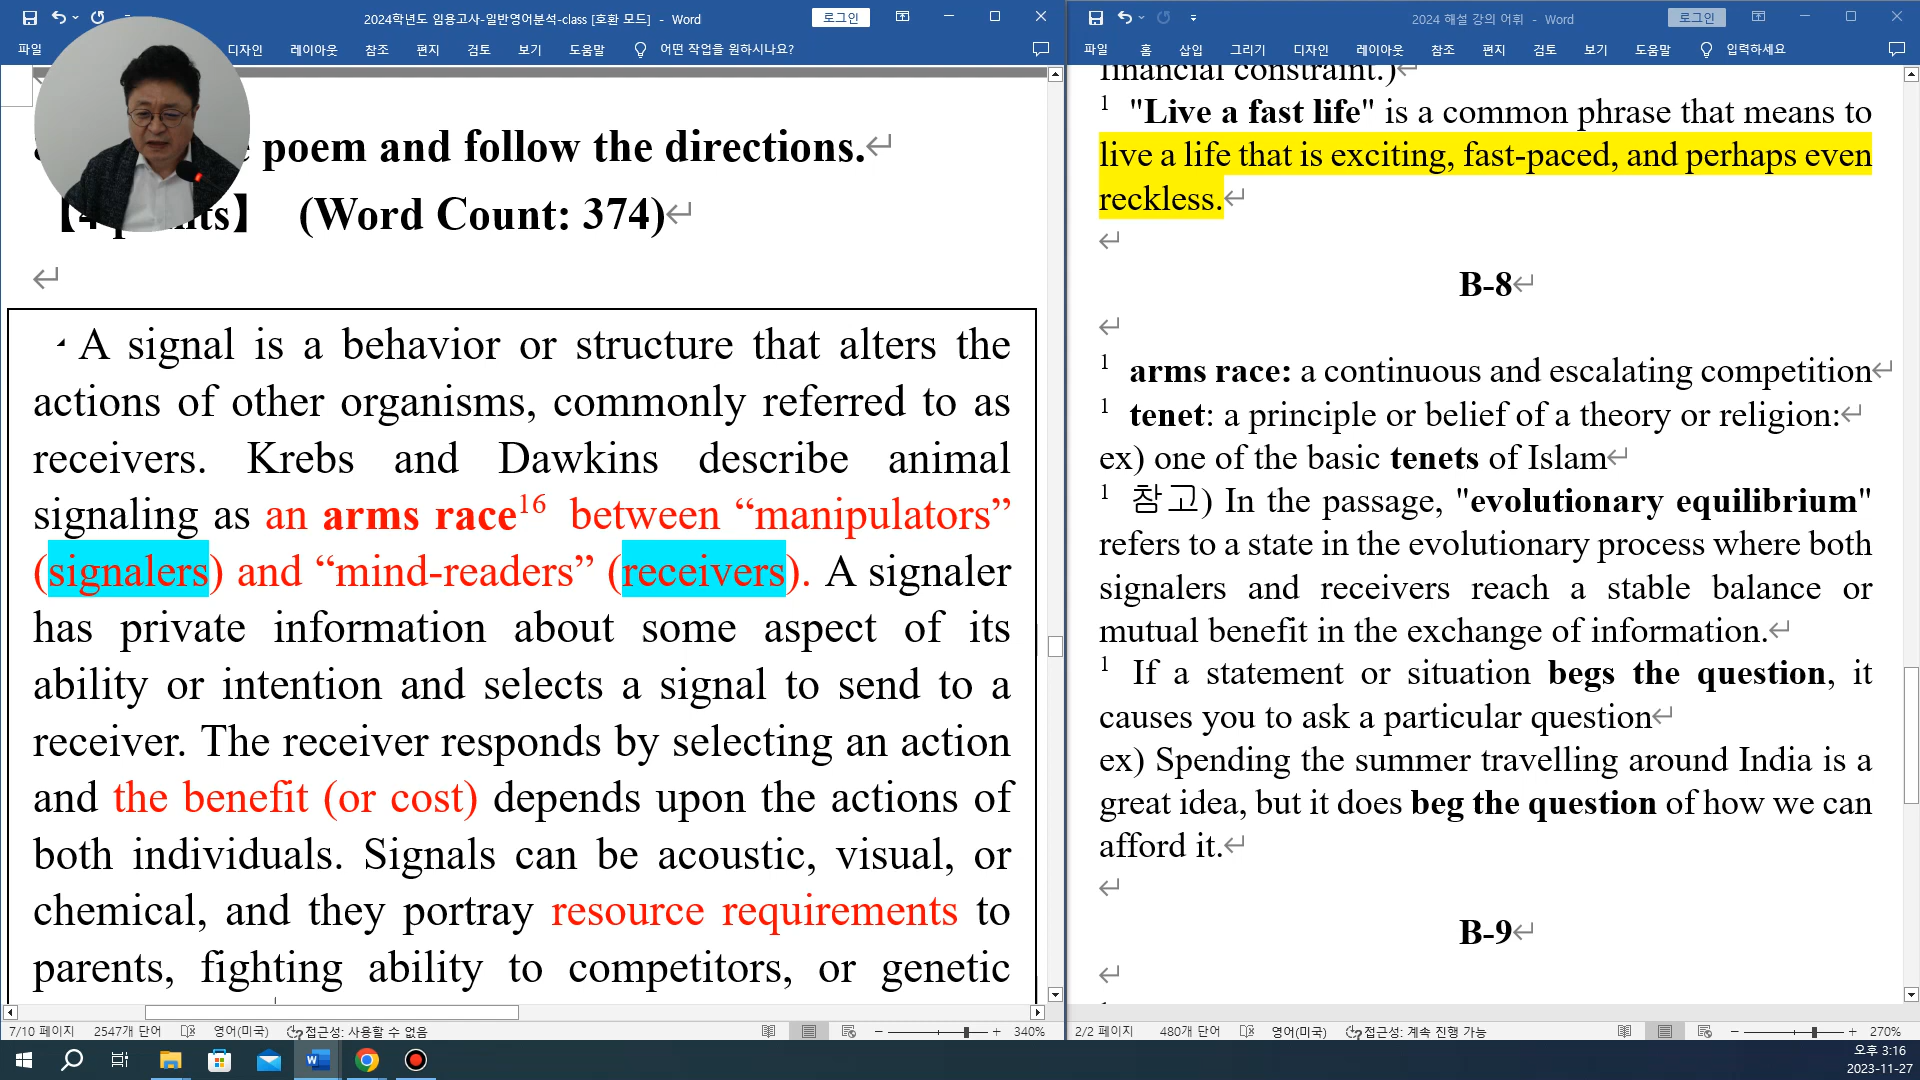 2024학년도 임용고사-일반영어분석-class [호환 모드] - Word
로그인
파일 디자인 레이아웃 참조 편지 검토 보기 도움말 어떤 작업을 원하시나요?
poem and follow the directions.
(Word Count: 374)
A signal is a behavior or structure that alters the
actions of other organisms, commonly referred to as
receivers. Krebs and Dawkins describe animal
signaling as an arms race16 between “manipulators”
(signalers) and “mind-readers” (receivers). A signaler
has private information about some aspect of its
ability or intention and selects a signal to send to a
receiver. The receiver responds by selecting an action
and the benefit (or cost) depends upon the actions of
both individuals. Signals can be acoustic, visual, or
chemical, and they portray resource requirements to
parents, fighting ability to competitors, or genetic
7/10 페이지 2547개 단어 영어(미국) 접근성: 사용할 수 없음 340%
2024 해설 강의 어휘 - Word
로그인
파일 홈 삽입 그리기 디자인 레이아웃 참조 편지 검토 보기 도움말 입력하세요
financial constraint.)
1 "Live a fast life" is a common phrase that means to
live a life that is exciting, fast-paced, and perhaps even
reckless.
B-8
1 arms race: a continuous and escalating competition
1 tenet: a principle or belief of a theory or religion:
ex) one of the basic tenets of Islam
1 참고) In the passage, "evolutionary equilibrium"
refers to a state in the evolutionary process where both
signalers and receivers reach a stable balance or
mutual benefit in the exchange of information.
1 If a statement or situation begs the question, it
causes you to ask a particular question
ex) Spending the summer travelling around India is a
great idea, but it does beg the question of how we can
afford it.
B-9
2/2 페이지 480개 단어 영어(미국) 접근성: 계속 진행 가능 270%
오후 3:16
2023-11-27